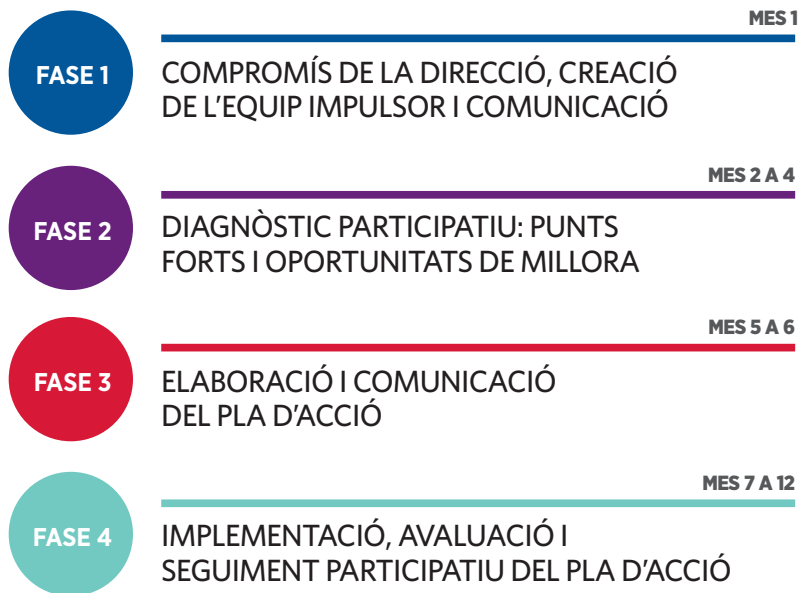 MES 1
FASE 1
COMPROMÍS DE LA DIRECCIÓ, CREACIÓ
DE L'EQUIP IMPULSOR I COMUNICACIÓ
MES 2 A 4
FASE 2
DIAGNÒSTIC PARTICIPATIU: PUNTS
FORTS I OPORTUNITATS DE MILLORA
MES 5 A 6
FASE 3
ELABORACIÓ I COMUNICACIÓ
DEL PLA D'ACCIÓ
MES 7 A 12
FASE 4
IMPLEMENTACIÓ, AVALUACIÓ I
SEGUIMENT PARTICIPATIU DEL PLA D'ACCIÓ